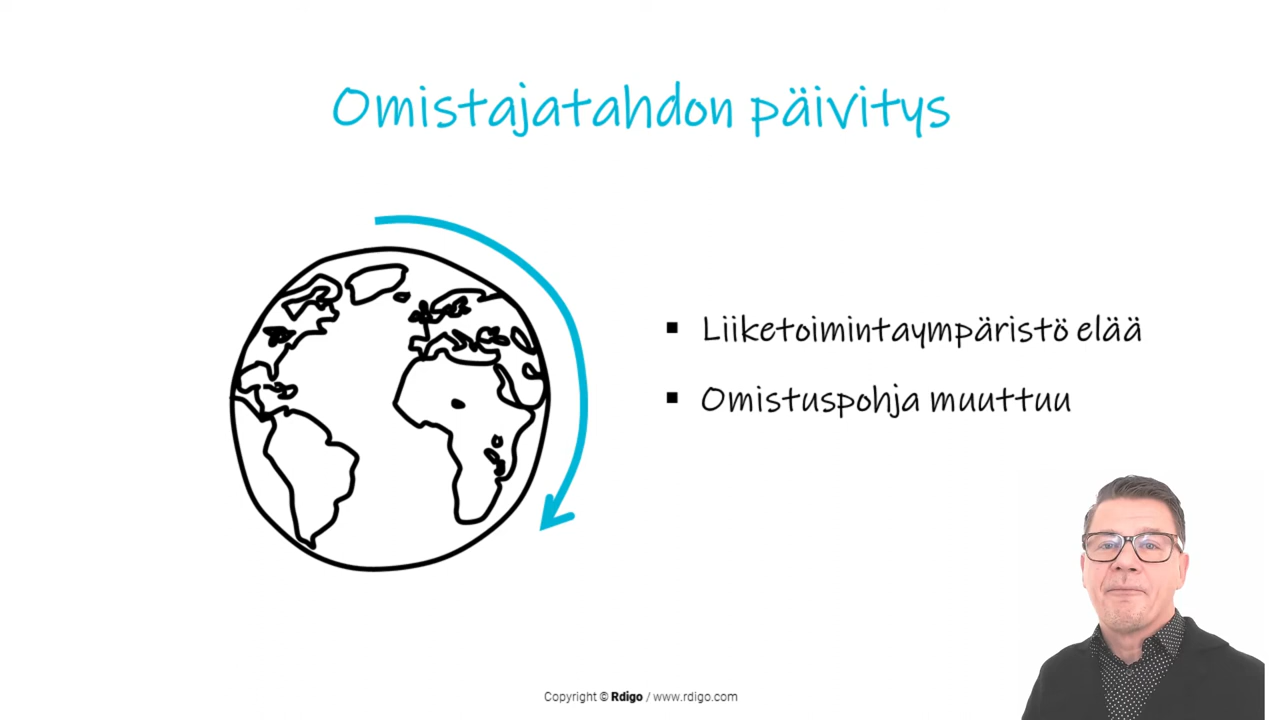 Omistajatahdon päivitys
▪ Liiketoimintaympäristö elää
▪ Omistuspohja muuttuu
Copyright © Rdigo / www.rdigo.com